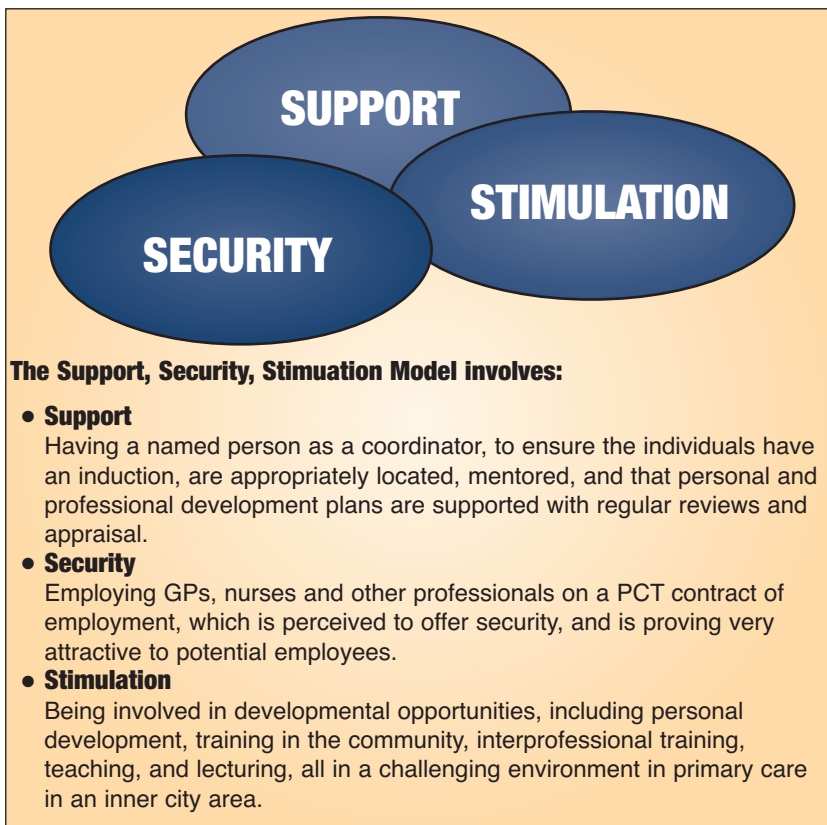 SUPPORT
STIMULATION
SECURITY
The Support, Security, Stimuation Model involves:
• Support
Having a named person as a coordinator, to ensure the individuals have
an induction, are appropriately located, mentored, and that personal and
professional development plans are supported with regular reviews and
appraisal.
• Security
Employing GPs, nurses and other professionals on a PCT contract of
employment, which is perceived to offer security, and is proving very
attractive to potential employees.
• Stimulation
Being involved in developmental opportunities, including personal
development, training in the community, interprofessional training,
teaching, and lecturing, all in a challenging environment in primary care
in an inner city area.